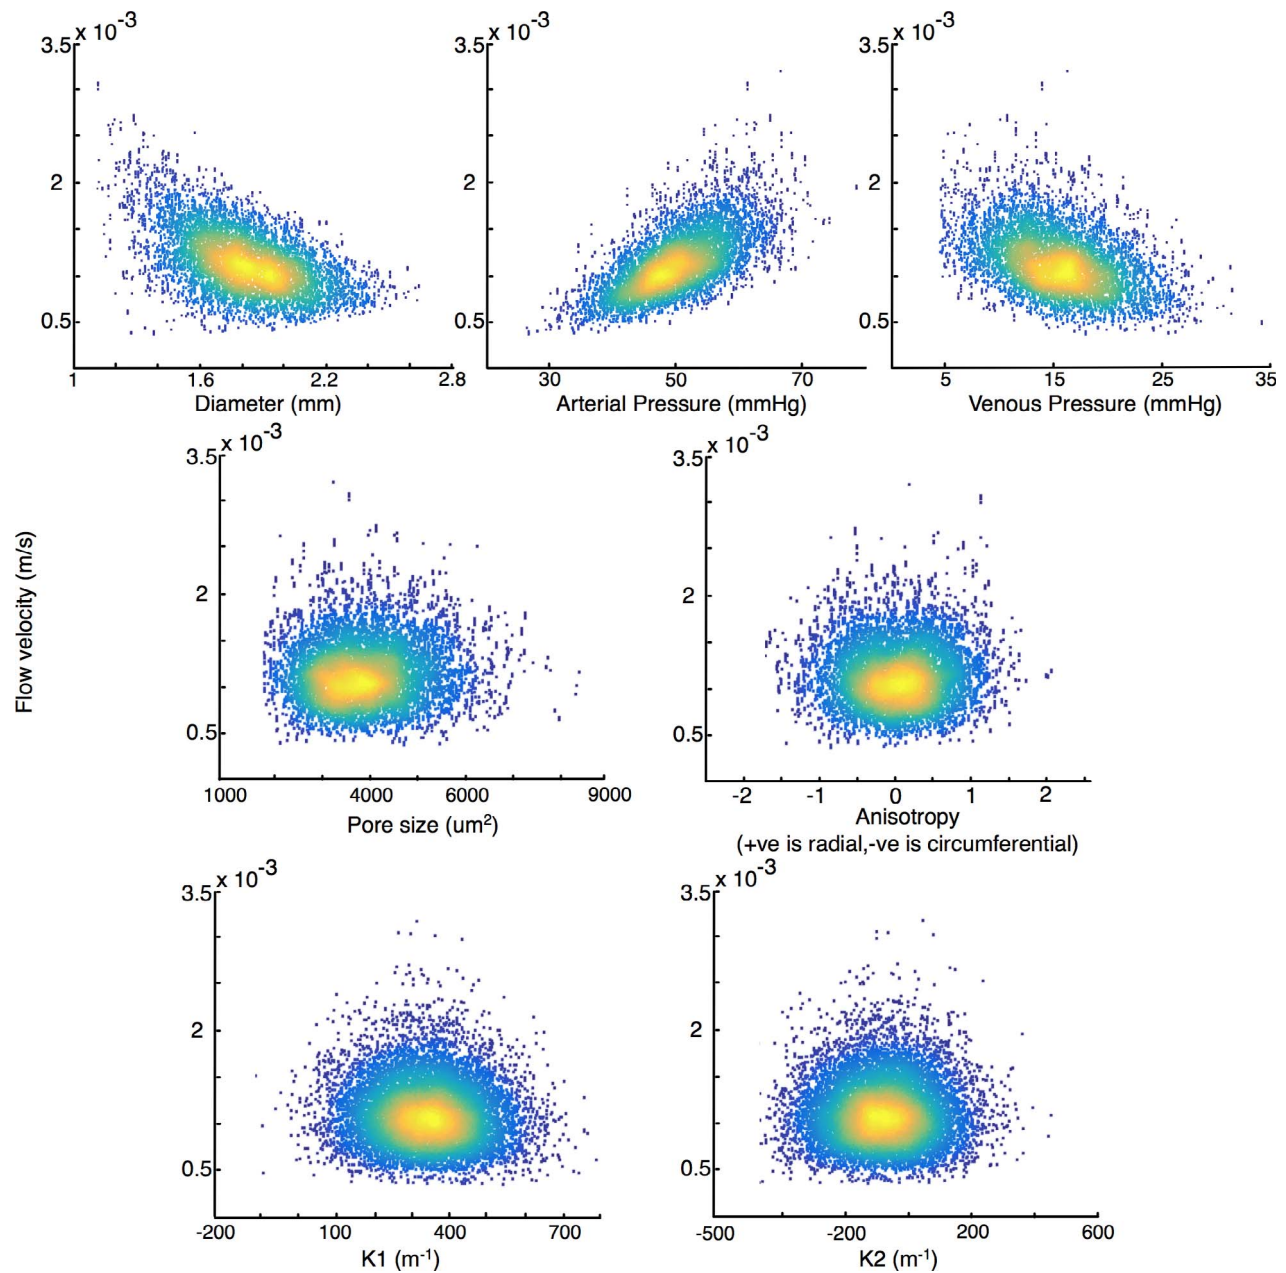 x 10-3
3.5
2
0.5
1 1.6 2.2 2.8
Diameter (mm)
x 10-3
3.5
2
0.5
30 50 70
Arterial Pressure (mmHg)
x 10-3
3.5
2
0.5
5 15 25 35
Venous Pressure (mmHg)
Flow velocity (m/s)
x 10-3
3.5
2
0.5
1000 4000 6000 9000
Pore size (um2)
x 10-3
3.5
2
0.5
-2 -1 0 1 2
Anisotropy
(+ve is radial,-ve is circumferential)
x 10-3
3.5
2
0.5
-200 100 400 700
K1 (m-1)
x 10-3
3.5
2
0.5
-500 -200 200 600
K2 (m-1)